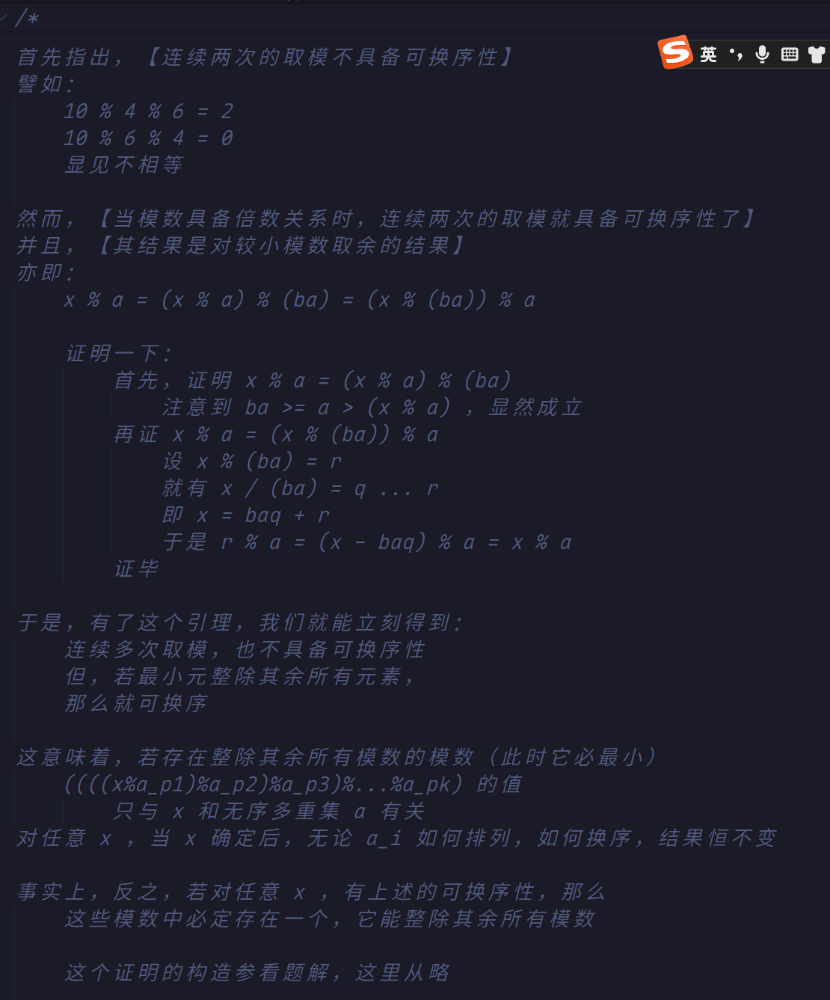 /*
首先指出，【连续两次的取模不具备可换序性】
英
譬如：
10 % 4 % 6 = 2
10 % 6 % 4 = 0
显见不相等
然而，【当模数具备倍数关系时，连续两次的取模就具备可换序性了】
并且，【其结果是对较小模数取余的结果】
亦即：
x % a = (x % a) % (ba) = (x % (ba)) % a
证明一下：
首先，证明 x % a = (x % a) % (ba)
注意到 ba >= a > (x % a) ，显然成立
再证 x % a = (x % (ba)) % a
设 x % (ba) = r
就有 x / (ba) = q ... r
即 x = baq + r
于是 r % a = (x - baq) % a = x % a
证毕
于是，有了这个引理，我们就能立刻得到：
连续多次取模，也不具备可换序性
但，若最小元整除其余所有元素，
那么就可换序
这意味着，若存在整除其余所有模数的模数（此时它必最小）
((((x%a_p1)%a_p2)%a_p3)%...%a_pk) 的值
只与 x 和无序多重集 a 有关
对任意 x ，当 x 确定后，无论 a_i 如何排列，如何换序，结果恒不变
事实上，反之，若对任意 x ，有上述的可换序性，那么
这些模数中必定存在一个，它能整除其余所有模数
这个证明的构造参看题解，这里从略